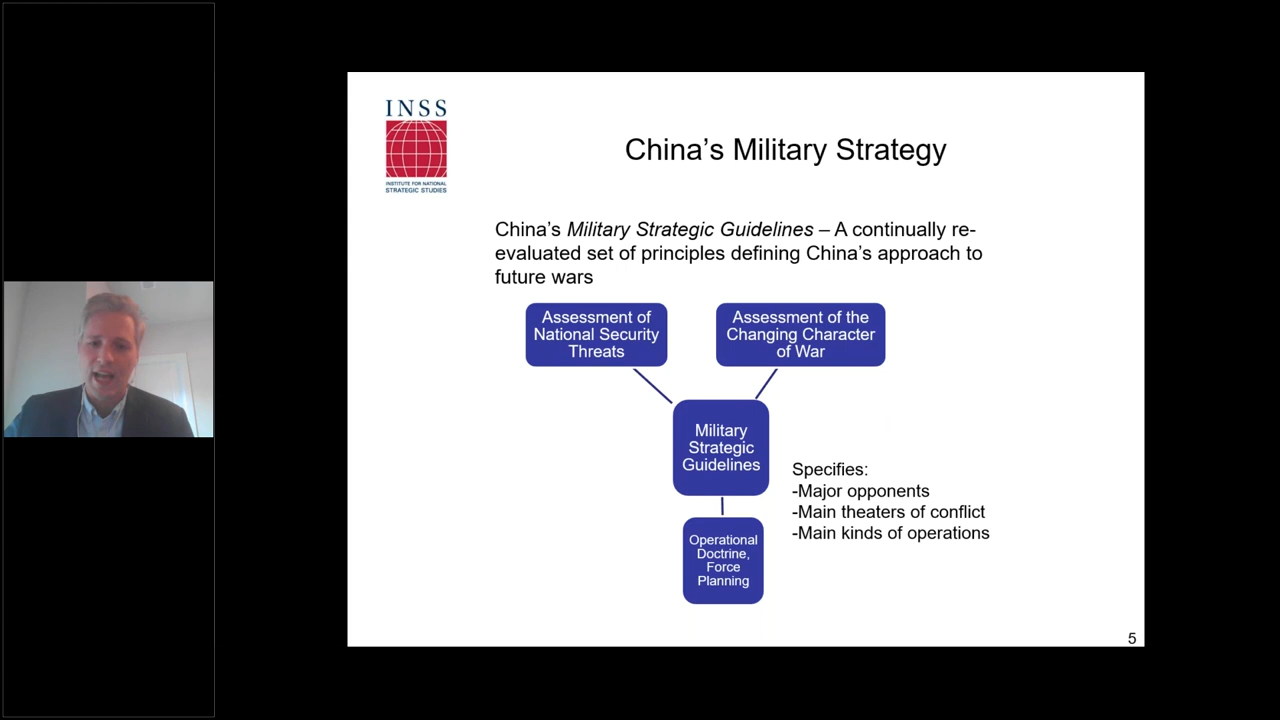 INSS
INSTITUTE FOR NATIONAL
STRATEGIC STUDIES
China’s Military Strategy
China’s Military Strategic Guidelines – A continually re-
evaluated set of principles defining China’s approach to
future wars
Assessment of
National Security
Threats
Assessment of the
Changing Character
of War
Military
Strategic
Guidelines
Specifies:
-Major opponents
-Main theaters of conflict
-Main kinds of operations
Operational
Doctrine,
Force
Planning
5